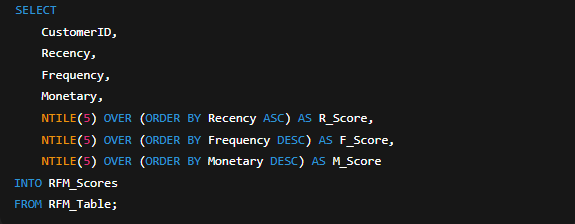 SELECT
    CustomerID,
    Recency,
    Frequency,
    Monetary,
    NTILE(5) OVER (ORDER BY Recency ASC) AS R_Score,
    NTILE(5) OVER (ORDER BY Frequency DESC) AS F_Score,
    NTILE(5) OVER (ORDER BY Monetary DESC) AS M_Score
INTO RFM_Scores
FROM RFM_Table;